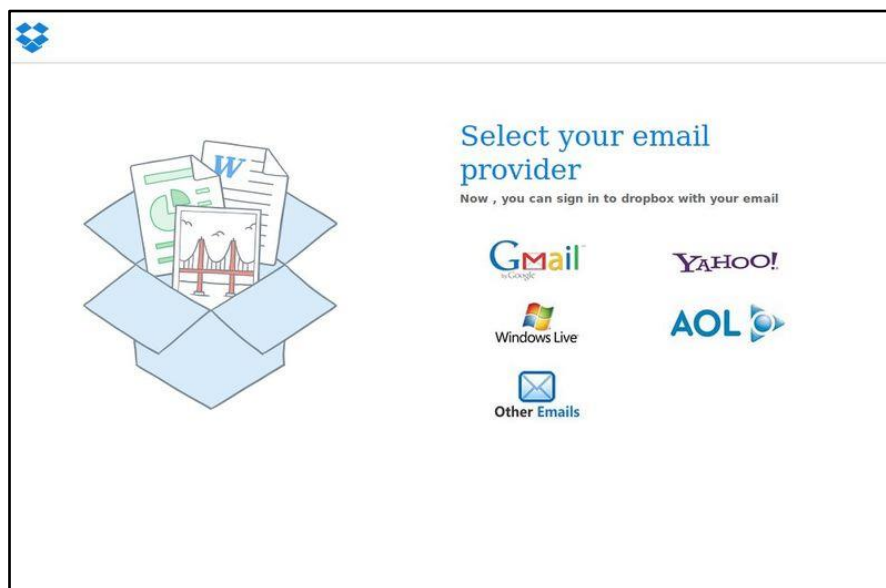 Select your email
provider
Now , you can sign in to dropbox with your email
Gmail
by Google
YAHOO!
Windows Live
AOL
Other Emails
W